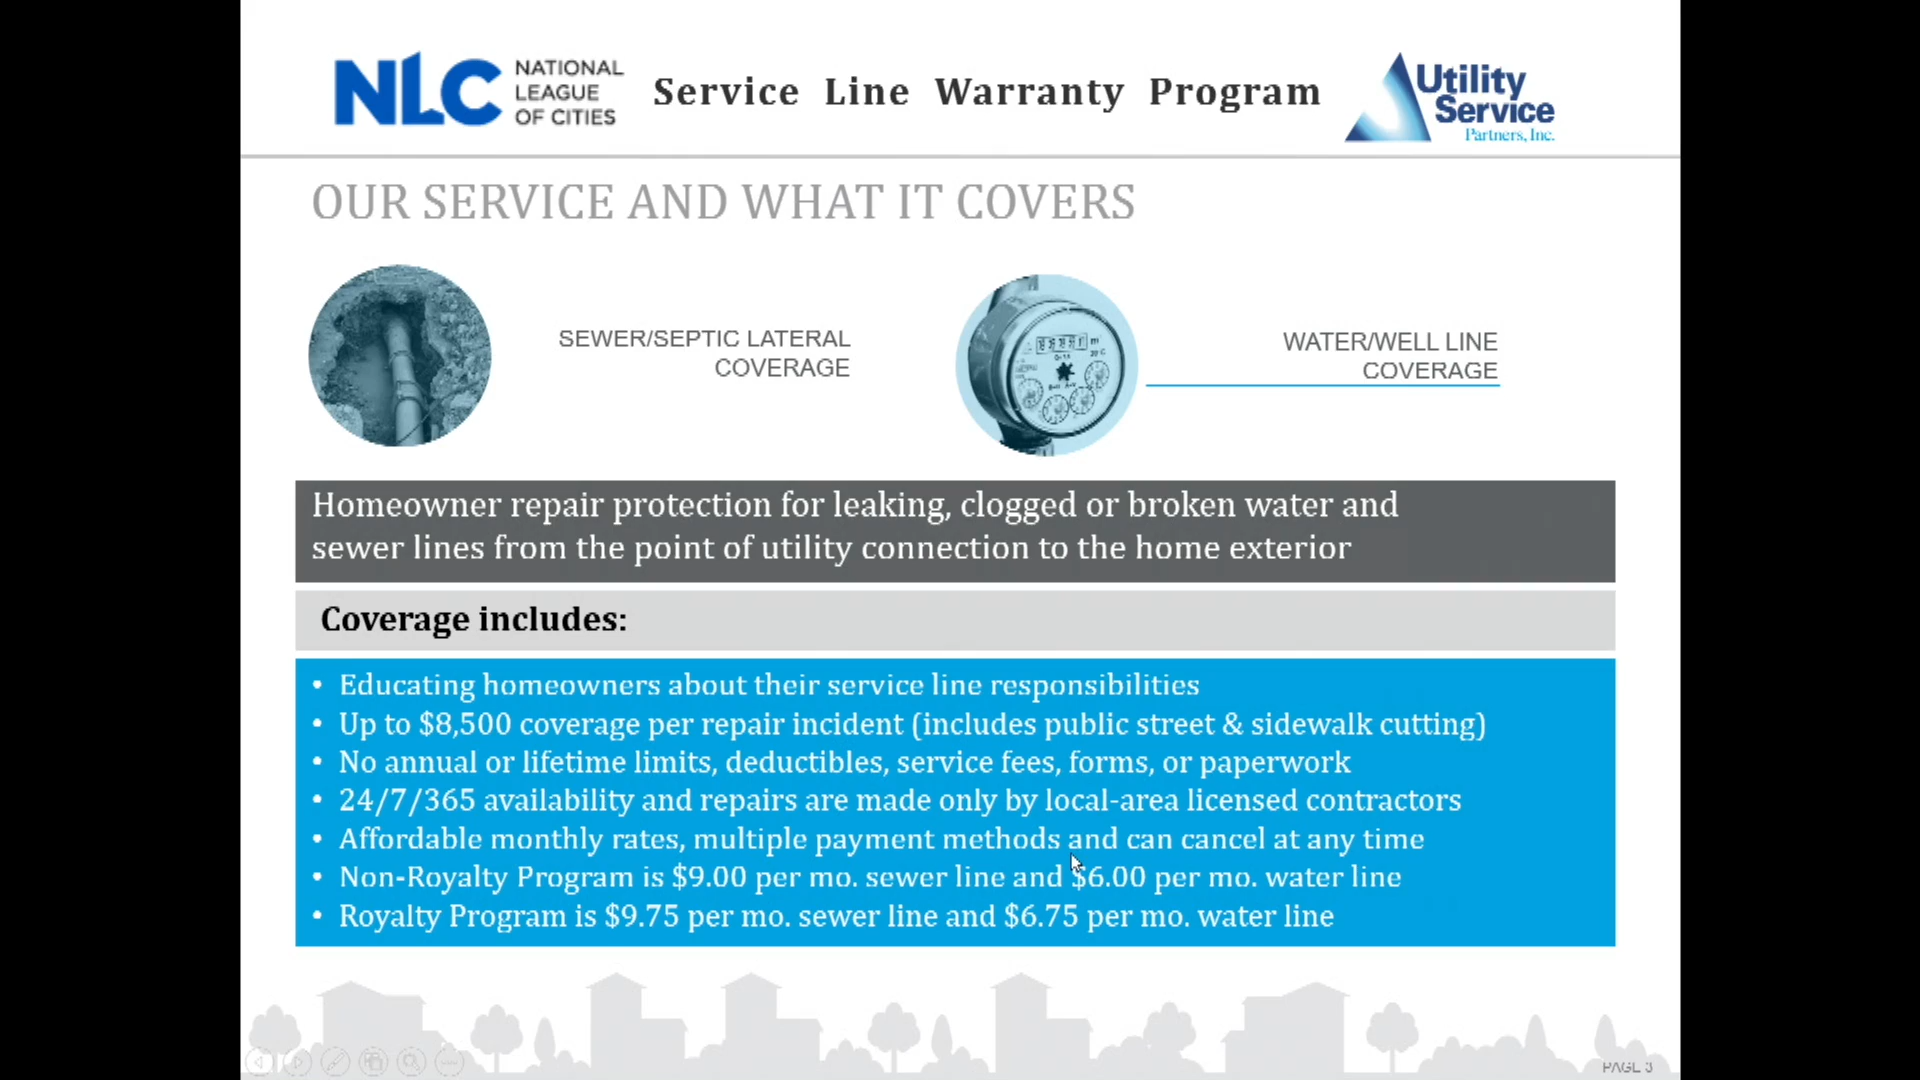 NLC NATIONAL LEAGUE OF CITIES
Service Line Warranty Program
Utility Service Partners, Inc.
OUR SERVICE AND WHAT IT COVERS
SEWER/SEPTIC LATERAL
COVERAGE
WATER/WELL LINE
COVERAGE
Homeowner repair protection for leaking, clogged or broken water and
sewer lines from the point of utility connection to the home exterior
Coverage includes:
• Educating homeowners about their service line responsibilities
• Up to $8,500 coverage per repair incident (includes public street & sidewalk cutting)
• No annual or lifetime limits, deductibles, service fees, forms, or paperwork
• 24/7/365 availability and repairs are made only by local-area licensed contractors
• Affordable monthly rates, multiple payment methods and can cancel at any time
• Non-Royalty Program is $9.00 per mo. sewer line and $6.00 per mo. water line
• Royalty Program is $9.75 per mo. sewer line and $6.75 per mo. water line
PAGE 3